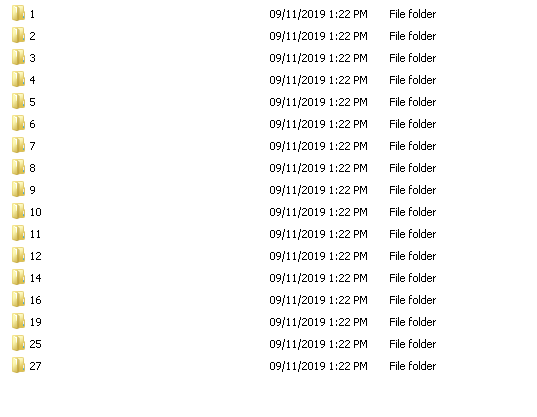 1 09/11/2019 1:22 PM File folder
2 09/11/2019 1:22 PM File folder
3 09/11/2019 1:22 PM File folder
4 09/11/2019 1:22 PM File folder
5 09/11/2019 1:22 PM File folder
6 09/11/2019 1:22 PM File folder
7 09/11/2019 1:22 PM File folder
8 09/11/2019 1:22 PM File folder
9 09/11/2019 1:22 PM File folder
10 09/11/2019 1:22 PM File folder
11 09/11/2019 1:22 PM File folder
12 09/11/2019 1:22 PM File folder
14 09/11/2019 1:22 PM File folder
16 09/11/2019 1:22 PM File folder
19 09/11/2019 1:22 PM File folder
25 09/11/2019 1:22 PM File folder
27 09/11/2019 1:22 PM File folder